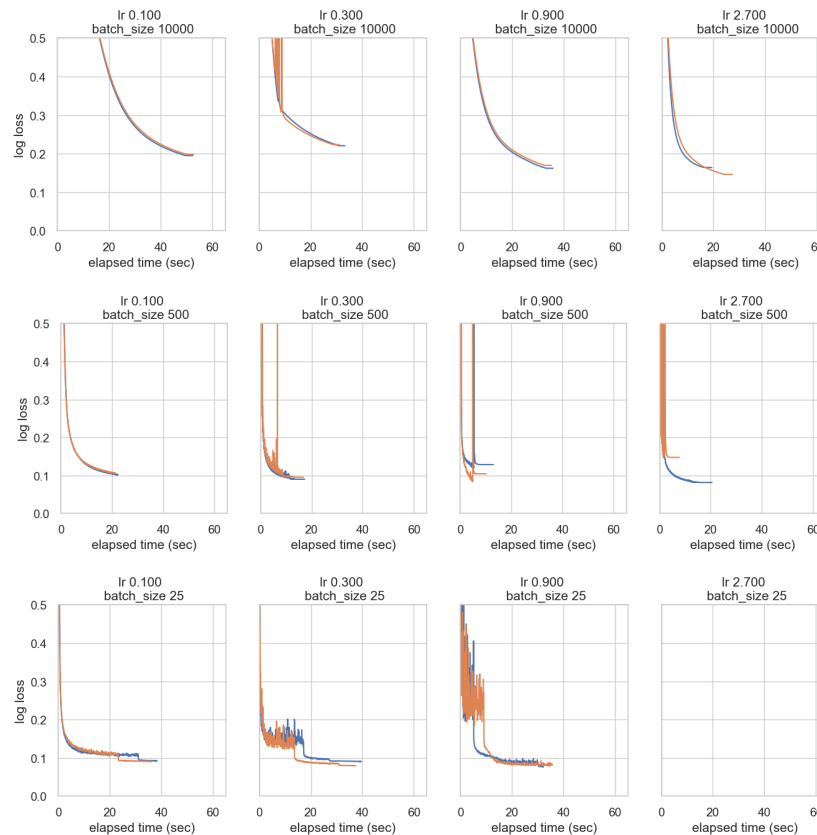 lr 0.100
batch_size 10000
lr 0.300
batch_size 10000
lr 0.900
batch_size 10000
lr 2.700
batch_size 10000
0.5
0.4
0.3
0.2
0.1
0.0
log loss
0 20 40 60
0 20 40 60
0 20 40 60
0 20 40 60
elapsed time (sec)
elapsed time (sec)
elapsed time (sec)
elapsed time (sec)
lr 0.100
batch_size 500
lr 0.300
batch_size 500
lr 0.900
batch_size 500
lr 2.700
batch_size 500
0.5
0.4
0.3
0.2
0.1
0.0
log loss
0 20 40 60
0 20 40 60
0 20 40 60
0 20 40 60
elapsed time (sec)
elapsed time (sec)
elapsed time (sec)
elapsed time (sec)
lr 0.100
batch_size 25
lr 0.300
batch_size 25
lr 0.900
batch_size 25
lr 2.700
batch_size 25
0.5
0.4
0.3
0.2
0.1
0.0
log loss
0 20 40 60
0 20 40 60
0 20 40 60
0 20 40 60
elapsed time (sec)
elapsed time (sec)
elapsed time (sec)
elapsed time (sec)